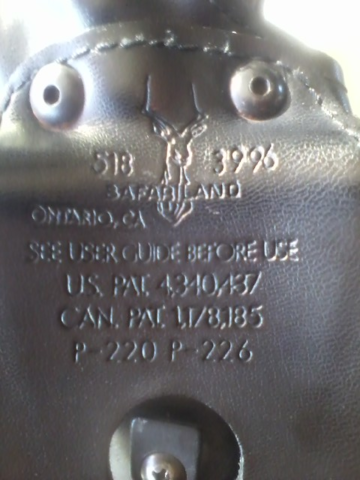 518 3996
SAFARILAND
ONTARIO, CA
SEE USER GUIDE BEFORE USE
U.S. PAT. 4,340,437
CAN. PAT. 1,178,185
P-220 P-226